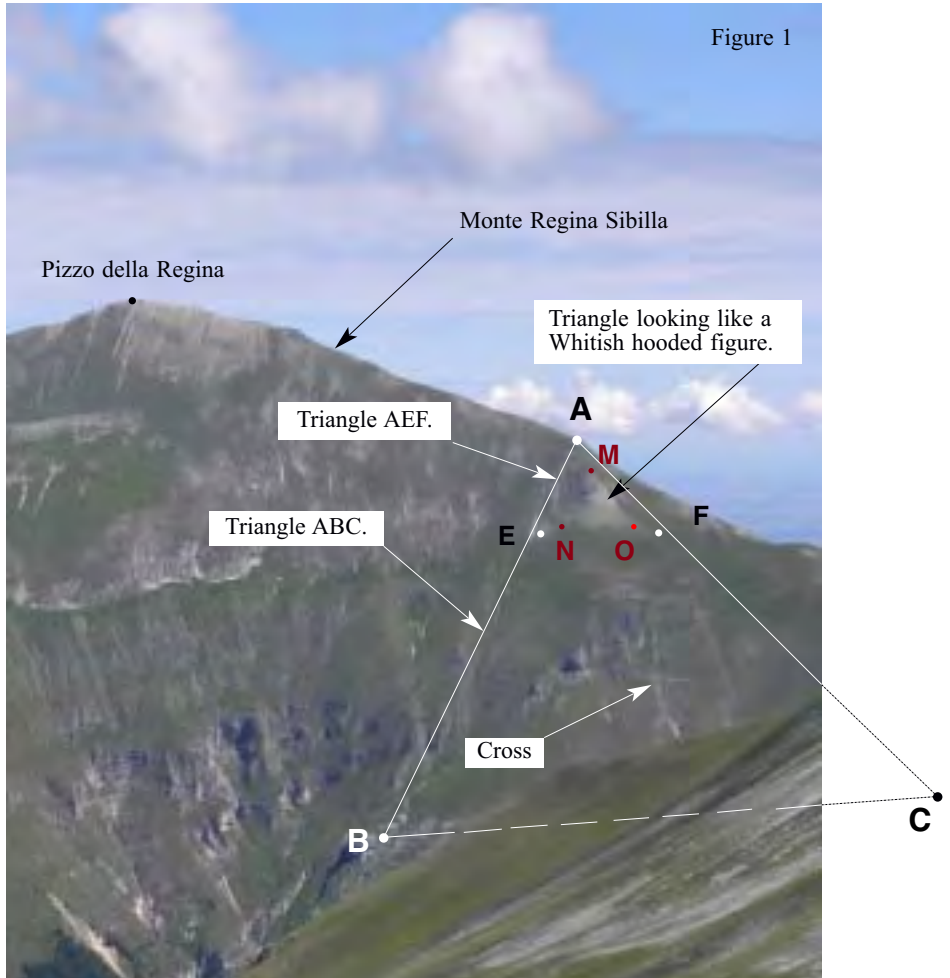 Figure 1
Monte Regina Sibilla
Pizzo della Regina
Triangle looking like a
Whitish hooded figure.
A
Triangle AEF.
M
F
Triangle ABC.
E
N
O
Cross
B
C